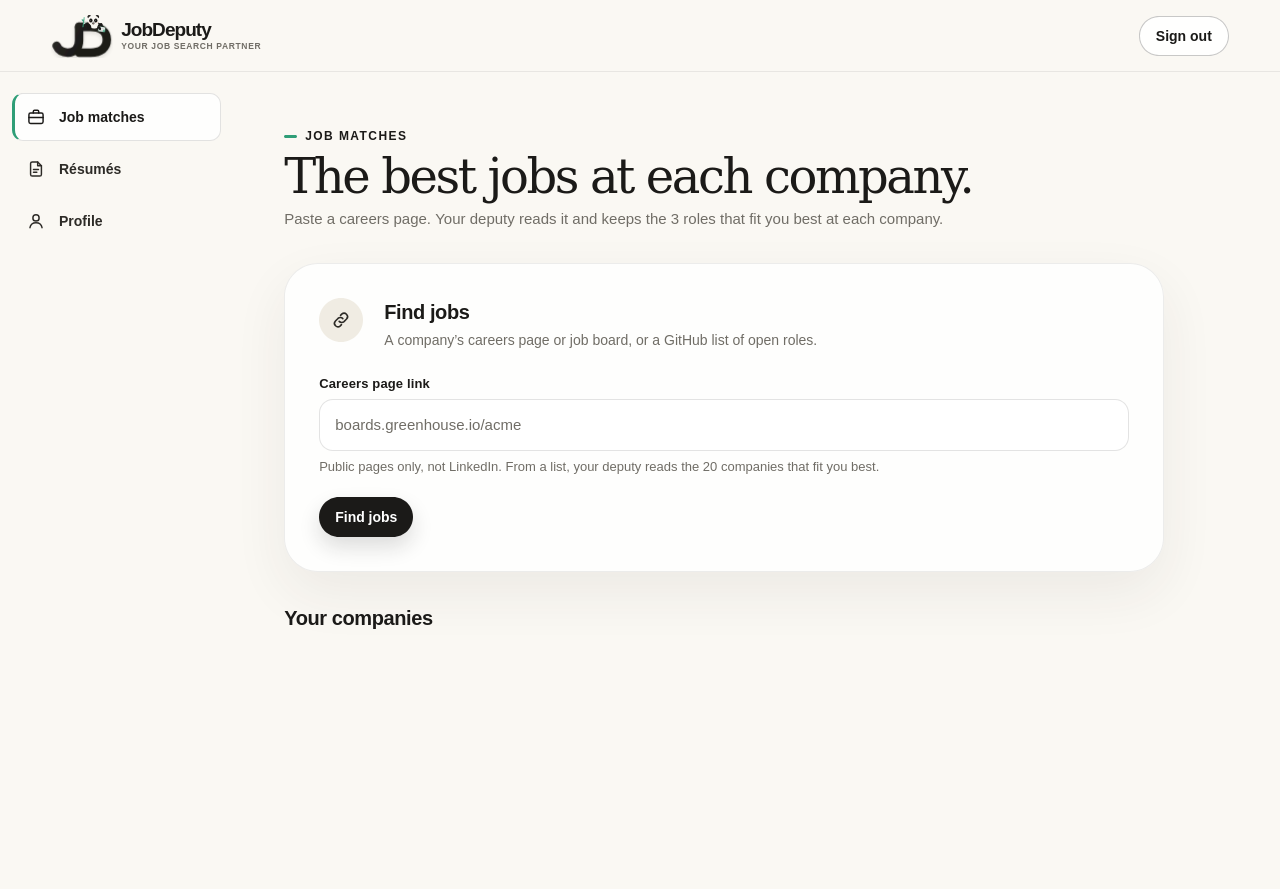 JobDeputy
YOUR JOB SEARCH PARTNER
Sign out
Job matches
Résumés
Profile
JOB MATCHES
The best jobs at each company.
Paste a careers page. Your deputy reads it and keeps the 3 roles that fit you best at each company.
Find jobs
A company’s careers page or job board, or a GitHub list of open roles.
Careers page link
boards.greenhouse.io/acme
Public pages only, not LinkedIn. From a list, your deputy reads the 20 companies that fit you best.
Find jobs
Your companies